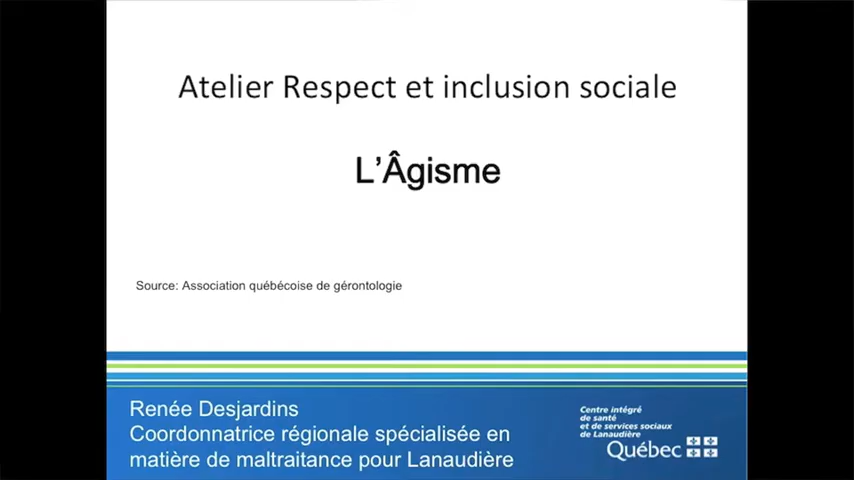 Atelier Respect et inclusion sociale
L’Âgisme
Source: Association québécoise de gérontologie
Renée Desjardins
Coordonnatrice régionale spécialisée en
matière de maltraitance pour Lanaudière
Centre intégré
de santé
et de services sociaux
de Lanaudière
Québec